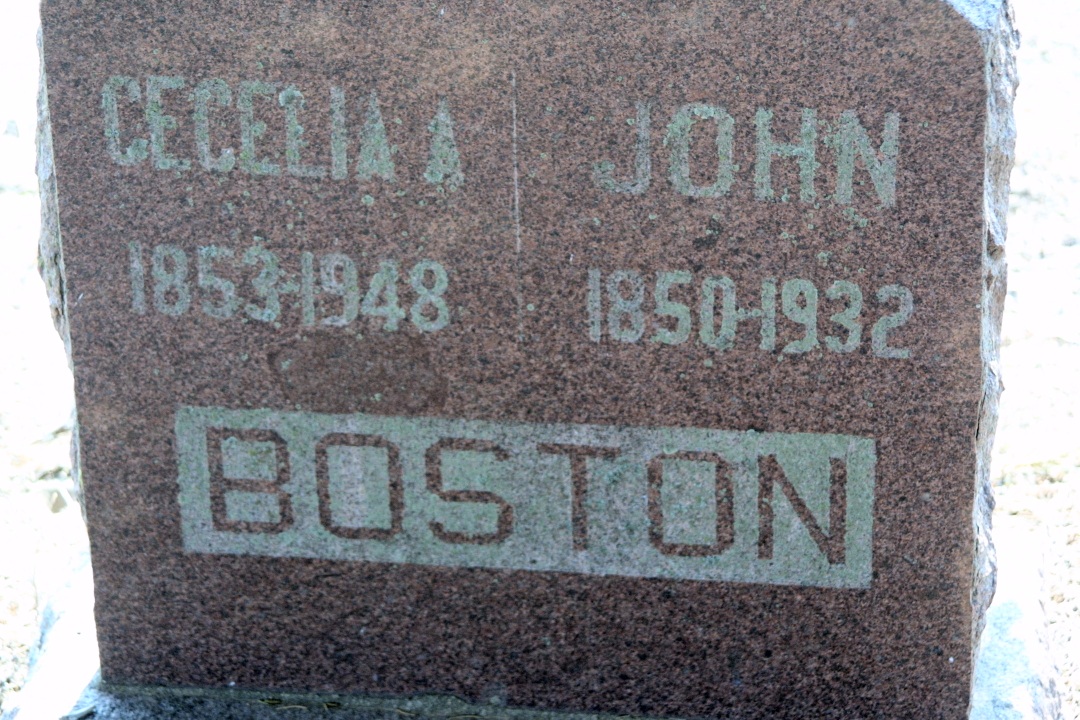 CECELIA A JOHN
1853-1948 1850-1932
BOSTON